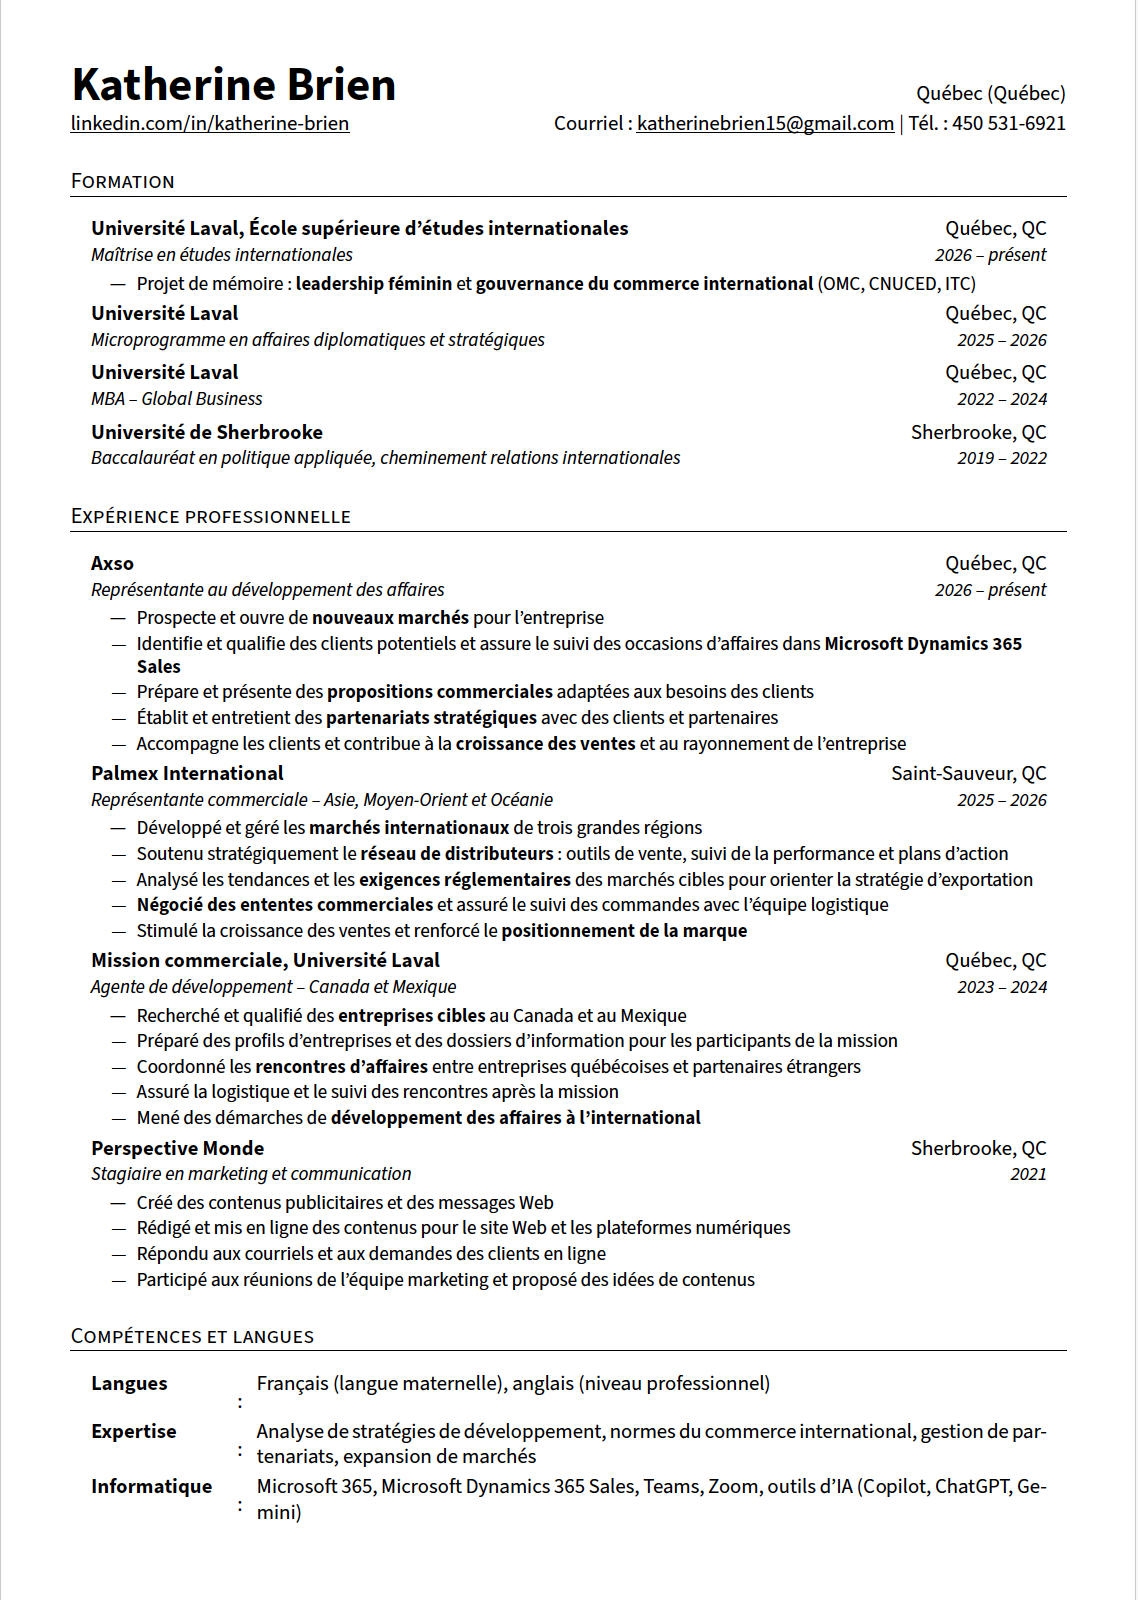 Katherine Brien
Québec (Québec)
linkedin.com/in/katherine-brien
Courriel : katherinebrien15@gmail.com | Tél. : 450 531-6921
Formation
Université Laval, École supérieure d’études internationales
Québec, QC
Maîtrise en études internationales
2026 – présent
— Projet de mémoire : leadership féminin et gouvernance du commerce international (OMC, CNUCED, ITC)
Université Laval
Québec, QC
Microprogramme en affaires diplomatiques et stratégiques
2025 – 2026
Université Laval
Québec, QC
MBA – Global Business
2022 – 2024
Université de Sherbrooke
Sherbrooke, QC
Baccalauréat en politique appliquée, cheminement relations internationales
2019 – 2022
Expérience professionnelle
Axso
Québec, QC
Représentante au développement des affaires
2026 – présent
— Prospecte et ouvre de nouveaux marchés pour l’entreprise
— Identifie et qualifie des clients potentiels et assure le suivi des occasions d’affaires dans Microsoft Dynamics 365
Sales
— Prépare et présente des propositions commerciales adaptées aux besoins des clients
— Établit et entretient des partenariats stratégiques avec des clients et partenaires
— Accompagne les clients et contribue à la croissance des ventes et au rayonnement de l’entreprise
Palmex International
Saint-Sauveur, QC
Représentante commerciale – Asie, Moyen-Orient et Océanie
2025 – 2026
— Développé et géré les marchés internationaux de trois grandes régions
— Soutenu stratégiquement le réseau de distributeurs : outils de vente, suivi de la performance et plans d’action
— Analysé les tendances et les exigences réglementaires des marchés cibles pour orienter la stratégie d’exportation
— Négocié des ententes commerciales et assuré le suivi des commandes avec l’équipe logistique
— Stimulé la croissance des ventes et renforcé le positionnement de la marque
Mission commerciale, Université Laval
Québec, QC
Agente de développement – Canada et Mexique
2023 – 2024
— Recherché et qualifié des entreprises cibles au Canada et au Mexique
— Préparé des profils d’entreprises et des dossiers d’information pour les participants de la mission
— Coordonné les rencontres d’affaires entre entreprises québécoises et partenaires étrangers
— Assuré la logistique et le suivi des rencontres après la mission
— Mené des démarches de développement des affaires à l’international
Perspective Monde
Sherbrooke, QC
Stagiaire en marketing et communication
2021
— Créé des contenus publicitaires et des messages Web
— Rédigé et mis en ligne des contenus pour le site Web et les plateformes numériques
— Répondu aux courriels et aux demandes des clients en ligne
— Participé aux réunions de l’équipe marketing et proposé des idées de contenus
Compétences et langues
Langues : Français (langue maternelle), anglais (niveau professionnel)
Expertise : Analyse de stratégies de développement, normes du commerce international, gestion de par-
tenariats, expansion de marchés
Informatique : Microsoft 365, Microsoft Dynamics 365 Sales, Teams, Zoom, outils d’IA (Copilot, ChatGPT, Ge-
mini)